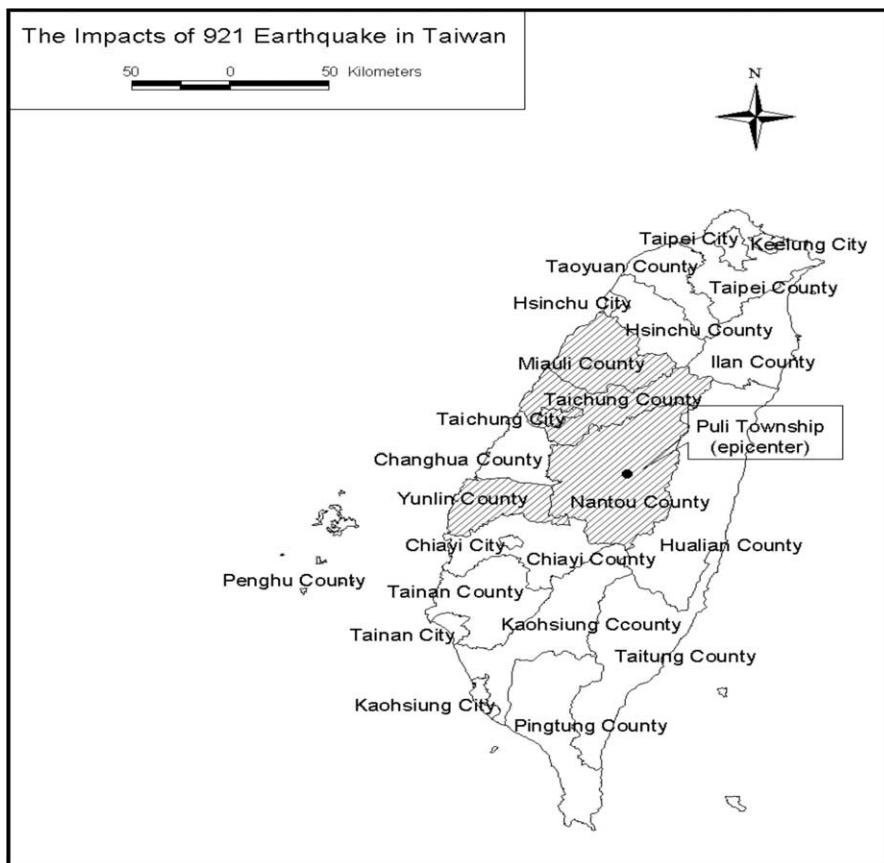 The Impacts of 921 Earthquake in Taiwan
50 0 50 Kilometers
N
Taipei City
Keelung City
Taoyuan County
Taipei County
Hsinchu City
Hsinchu County
Miauli County
Ilan County
Taichung County
Taichung City
Puli Township
(epicenter)
Changhua County
Yunlin County
Nantou County
Chiayi City
Hualian County
Chiayi County
Penghu County
Tainan County
Kaohsiung Ccounty
Tainan City
Taitung County
Kaohsiung City
Pingtung County